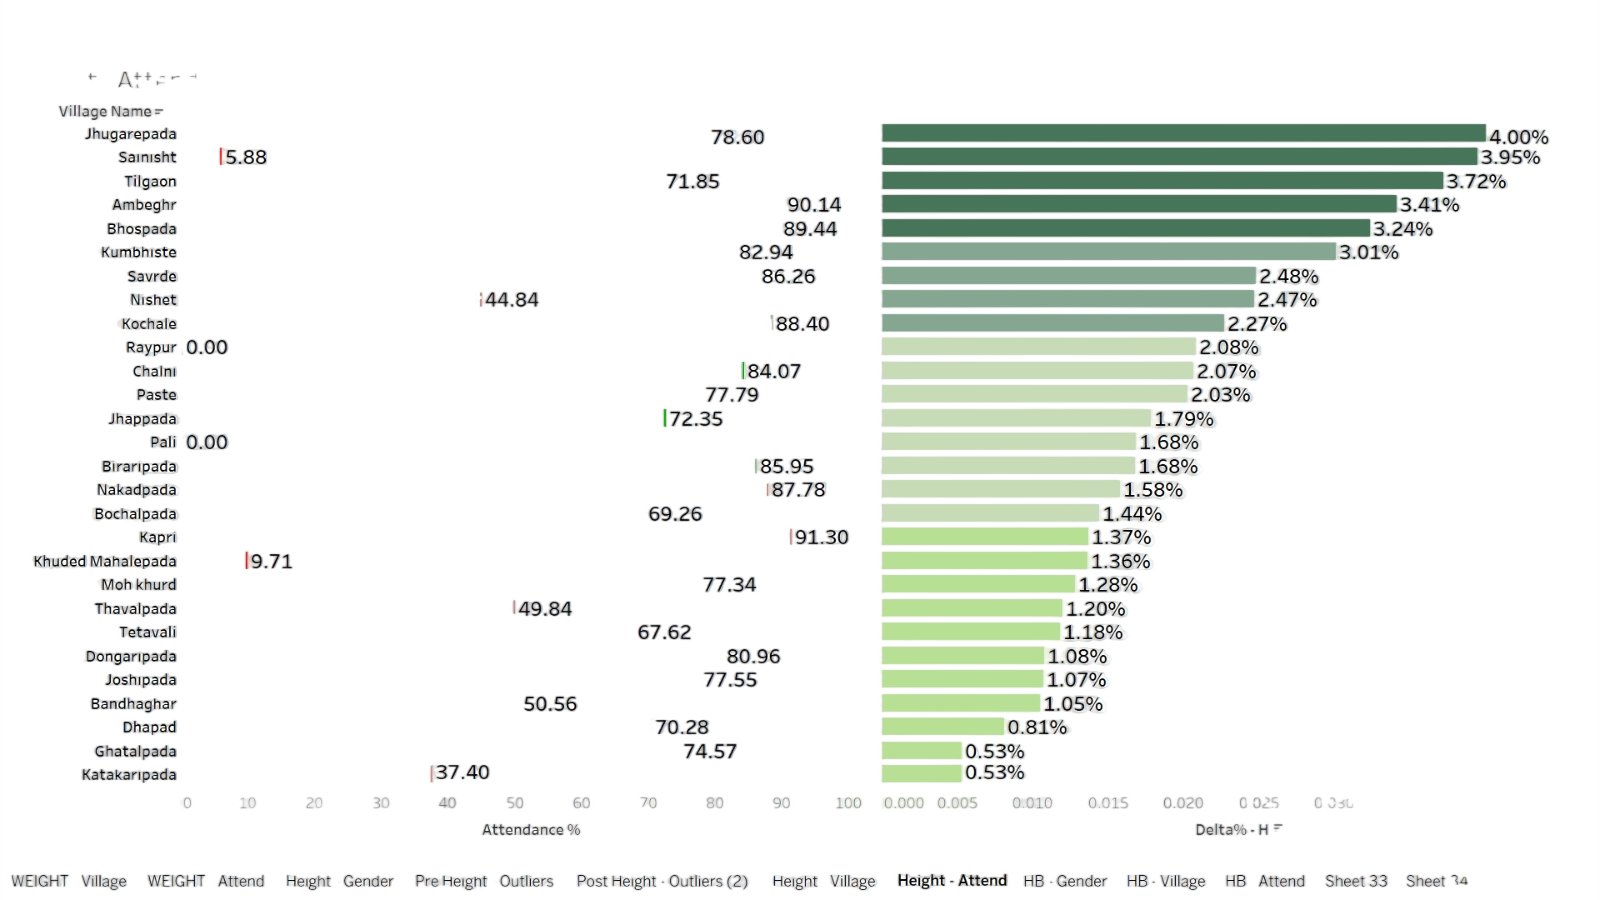 Village Name
Jhugarepada 78.60 4.00%
Sainisht 5.88 3.95%
Tilgaon 71.85 3.72%
Ambeghr 90.14 3.41%
Bhospada 89.44 3.24%
Kumbhiste 82.94 3.01%
Savrde 86.26 2.48%
Nishet 44.84 2.47%
Kochale 88.40 2.27%
Raypur 0.00 2.08%
Chalni 84.07 2.07%
Paste 77.79 2.03%
Jhappada 72.35 1.79%
Pali 0.00 1.68%
Biraripada 85.95 1.68%
Nakadpada 87.78 1.58%
Bochalpada 69.26 1.44%
Kapri 91.30 1.37%
Khuded Mahalepada 9.71 1.36%
Moh khurd 77.34 1.28%
Thavalpada 49.84 1.20%
Tetavali 67.62 1.18%
Dongaripada 80.96 1.08%
Joshipada 77.55 1.07%
Bandhaghar 50.56 1.05%
Dhapad 70.28 0.81%
Ghatalpada 74.57 0.53%
Katakaripada 37.40 0.53%
0 10 20 30 40 50 60 70 80 90 100 0.000 0.005 0.010 0.015 0.020 0.025 0.030
Attendance % Delta% - H
WEIGHT Village WEIGHT Attend Height Gender Pre Height Outliers Post Height - Outliers (2) Height Village Height - Attend HB - Gender HB - Village HB Attend Sheet 33 Sheet 34